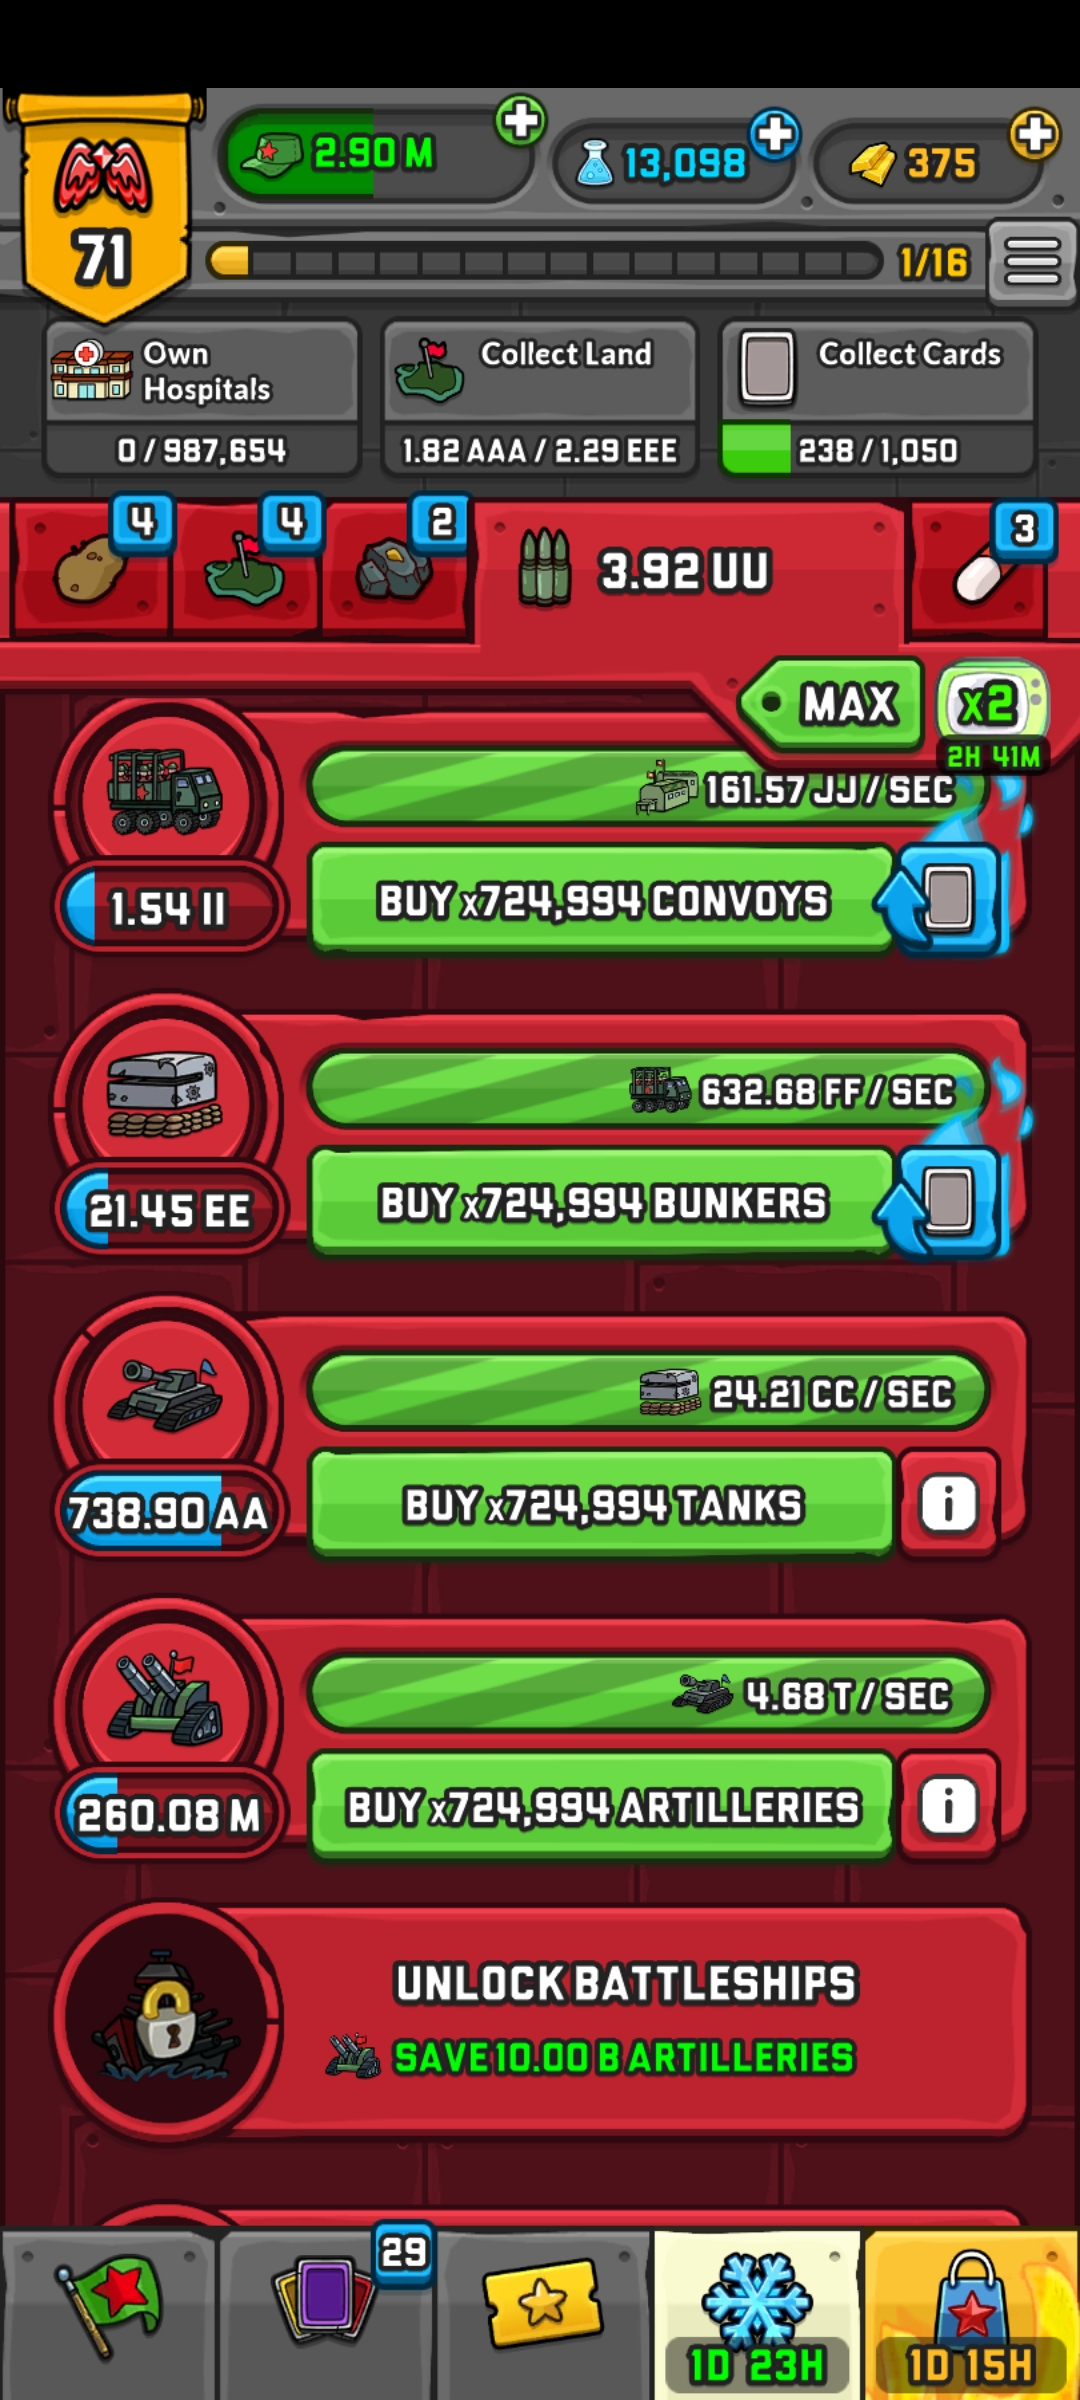 71
2.90 M
13,098
375
1/16
Own
Hospitals
0 / 987,654
Collect Land
1.82 AAA / 2.29 EEE
Collect Cards
238 / 1,050
4
4
2
3.92 UU
3
MAX
x2
2H 41M
161.57 JJ / SEC
1.54 II
BUY x724,994 CONVOYS
632.68 FF / SEC
21.45 EE
BUY x724,994 BUNKERS
24.21 CC / SEC
738.90 AA
BUY x724,994 TANKS
i
4.68 T / SEC
260.08 M
BUY x724,994 ARTILLERIES
i
UNLOCK BATTLESHIPS
SAVE 10.00 B ARTILLERIES
29
1D 23H
1D 15H